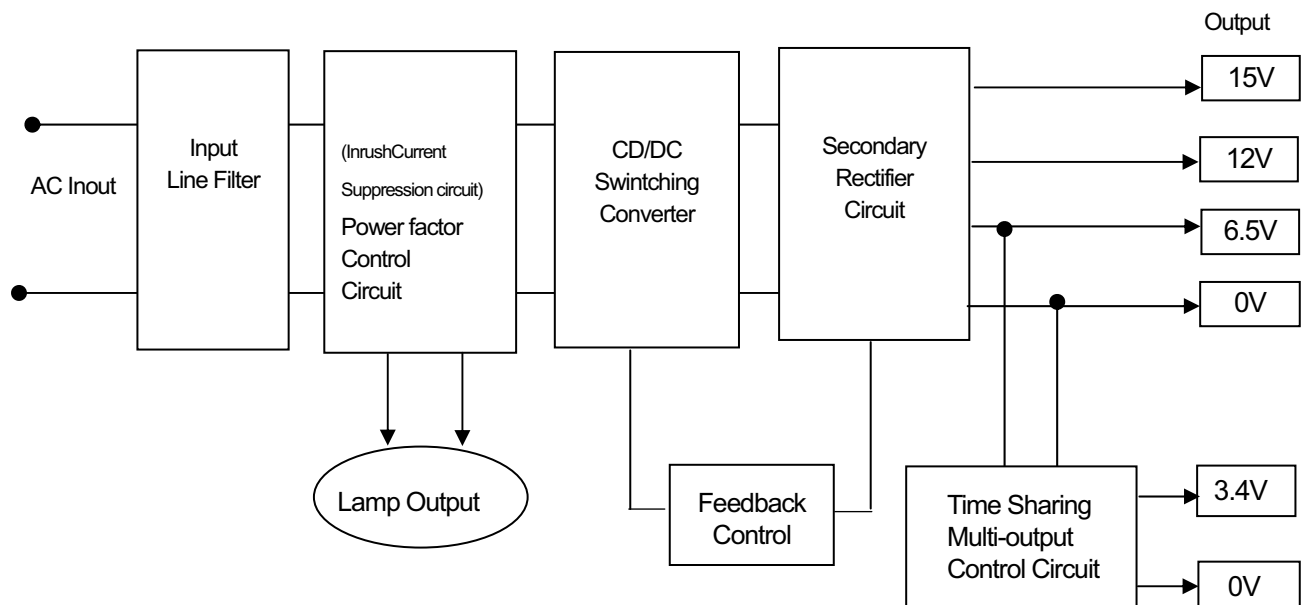 Output
15V
12V
6.5V
0V
AC Inout
Input
Line Filter
(InrushCurrent
Suppression circuit)
Power factor
Control
Circuit
CD/DC
Swintching
Converter
Secondary
Rectifier
Circuit
Lamp Output
Feedback
Control
Time Sharing
Multi-output
Control Circuit
3.4V
0V